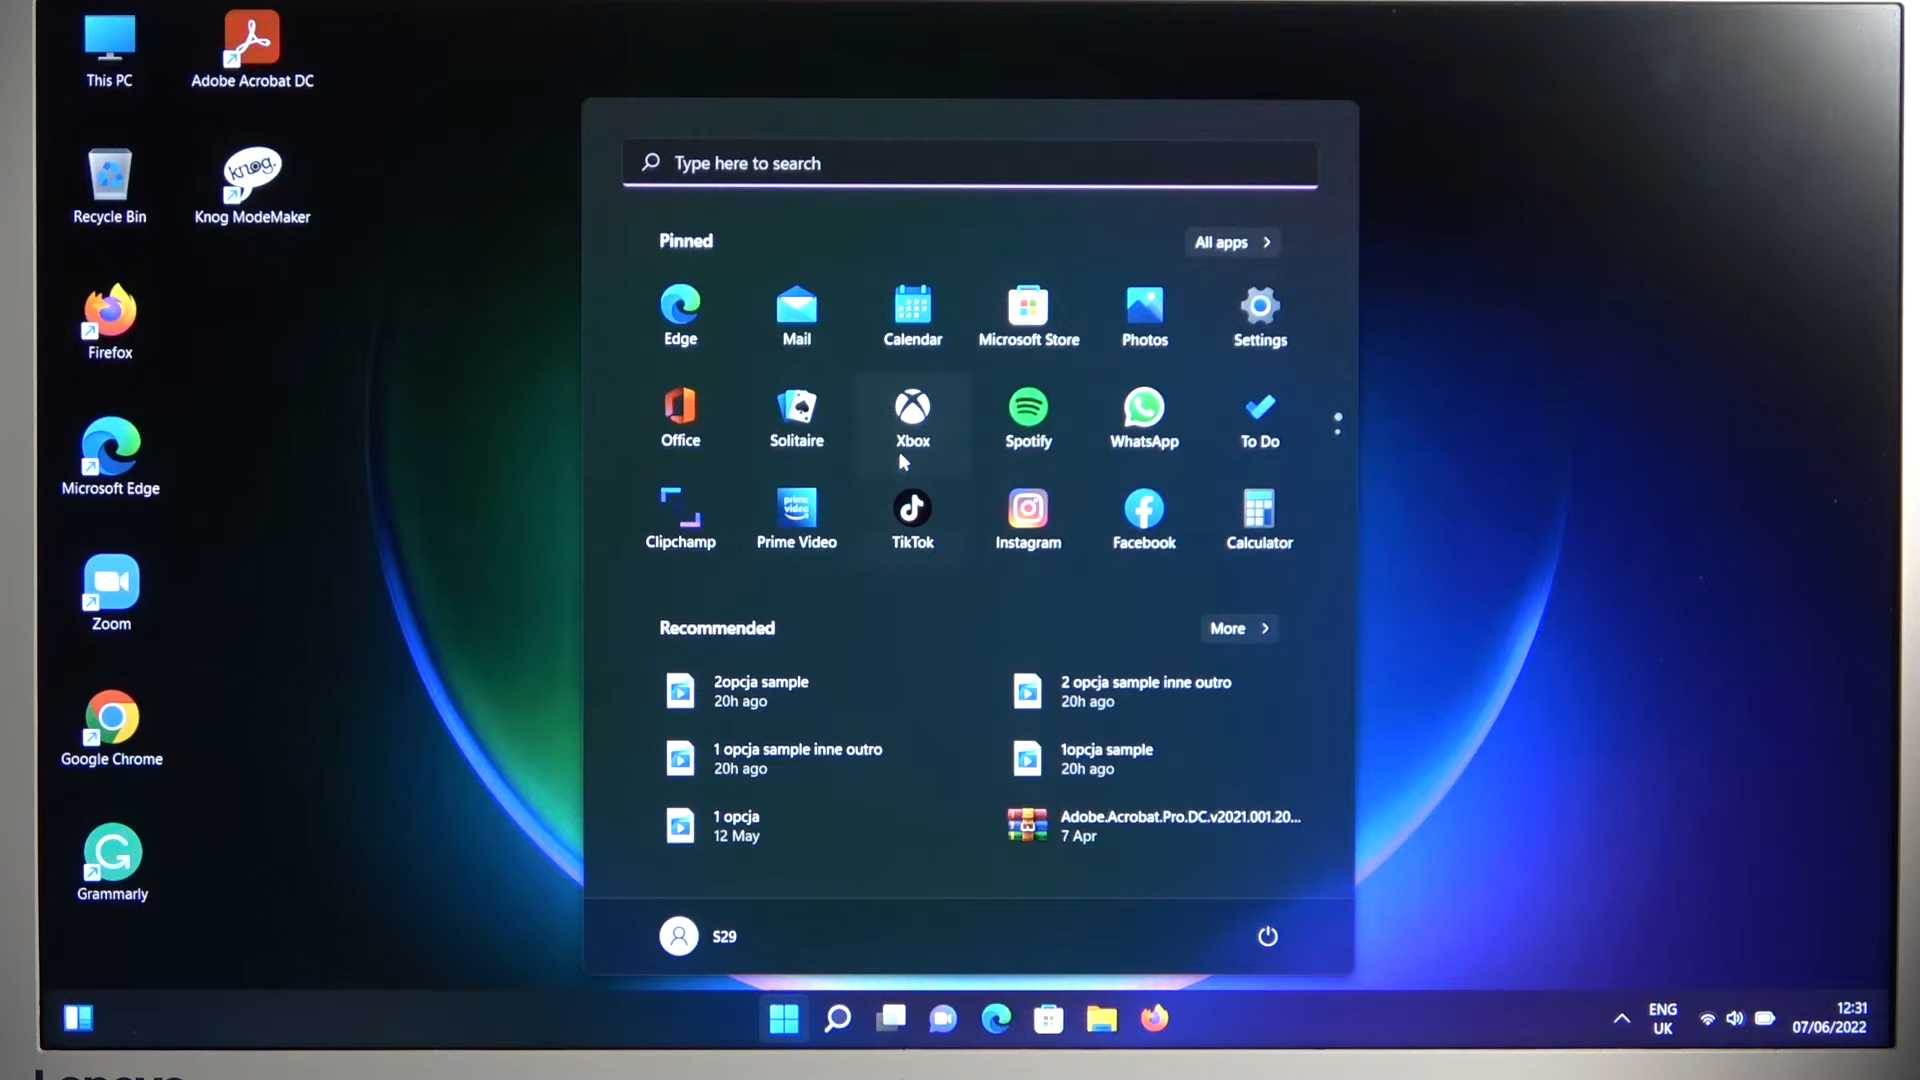 This PC
Adobe Acrobat DC
Recycle Bin
knog.
Knog ModeMaker
Firefox
Microsoft Edge
Zoom
Google Chrome
Grammarly
Type here to search
Pinned
All apps
Edge
Mail
Calendar
Microsoft Store
Photos
Settings
Office
Solitaire
Xbox
Spotify
WhatsApp
To Do
Clipchamp
prime video
Prime Video
TikTok
Instagram
Facebook
Calculator
Recommended
More
2opcja sample
20h ago
2 opcja sample inne outro
20h ago
1 opcja sample inne outro
20h ago
1opcja sample
20h ago
1 opcja
12 May
Adobe.Acrobat.Pro.DC.v2021.001.20...
7 Apr
S29
ENG
UK
12:31
07/06/2022